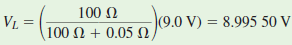 V_L = (100 Ω / 100 Ω + 0.05 Ω)(9.0 V) = 8.995 50 V